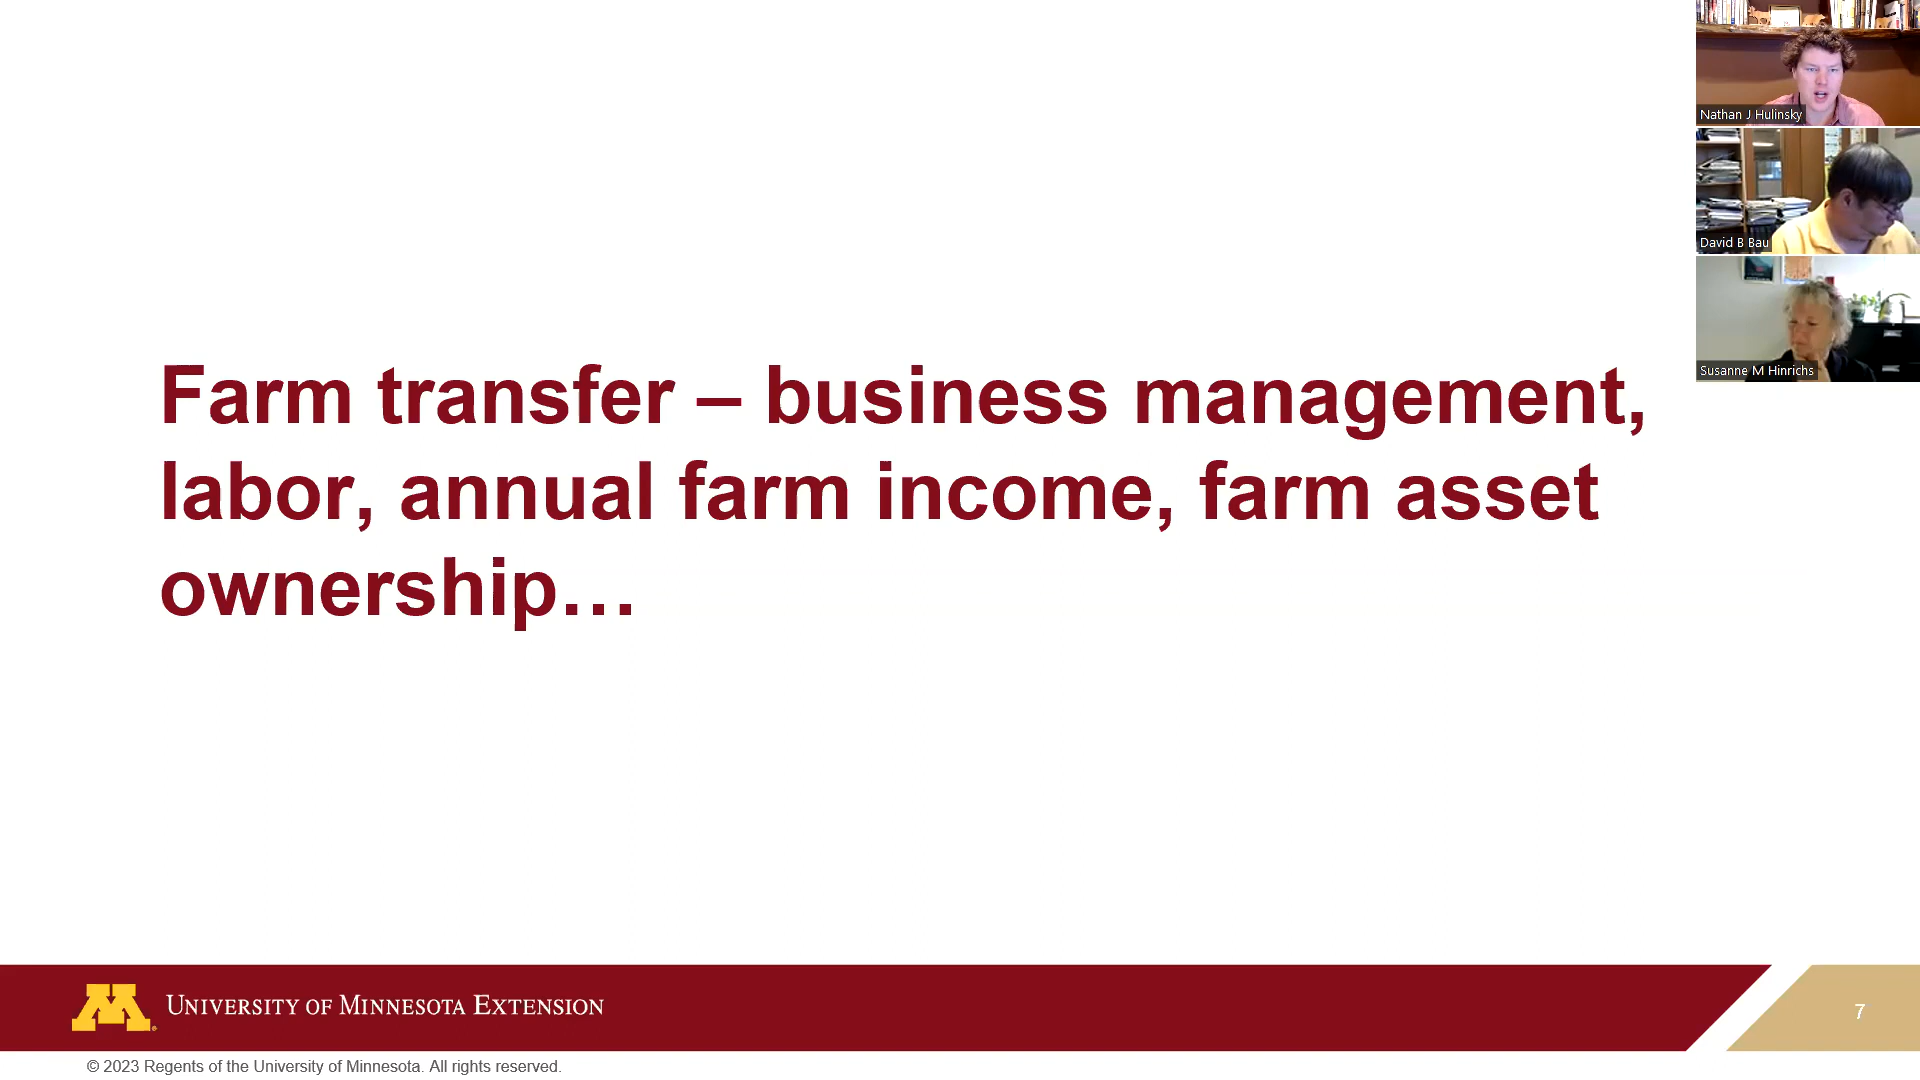 Nathan J Hulinsky
David B Bau
Susanne M Hinrichs
Farm transfer – business management,
labor, annual farm income, farm asset
ownership…
M
UNIVERSITY OF MINNESOTA EXTENSION
7
© 2023 Regents of the University of Minnesota. All rights reserved.